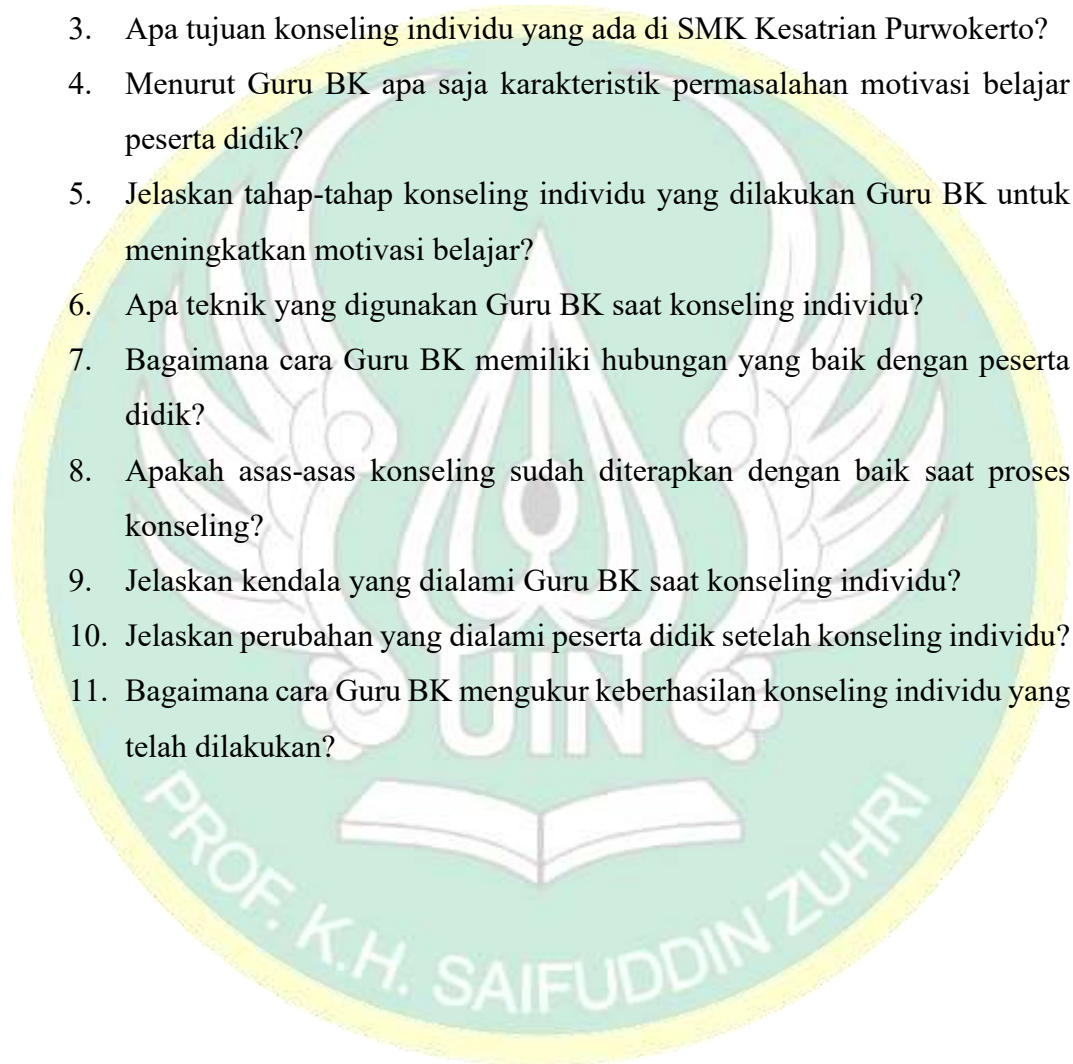 3. Apa tujuan konseling individu yang ada di SMK Kesatrian Purwokerto?
4. Menurut Guru BK apa saja karakteristik permasalahan motivasi belajar
peserta didik?
5. Jelaskan tahap-tahap konseling individu yang dilakukan Guru BK untuk
meningkatkan motivasi belajar?
6. Apa teknik yang digunakan Guru BK saat konseling individu?
7. Bagaimana cara Guru BK memiliki hubungan yang baik dengan peserta
didik?
8. Apakah asas-asas konseling sudah diterapkan dengan baik saat proses
konseling?
9. Jelaskan kendala yang dialami Guru BK saat konseling individu?
10. Jelaskan perubahan yang dialami peserta didik setelah konseling individu?
11. Bagaimana cara Guru BK mengukur keberhasilan konseling individu yang
telah dilakukan?
UIN
PROF. K.H. SAIFUDDIN ZUHRI